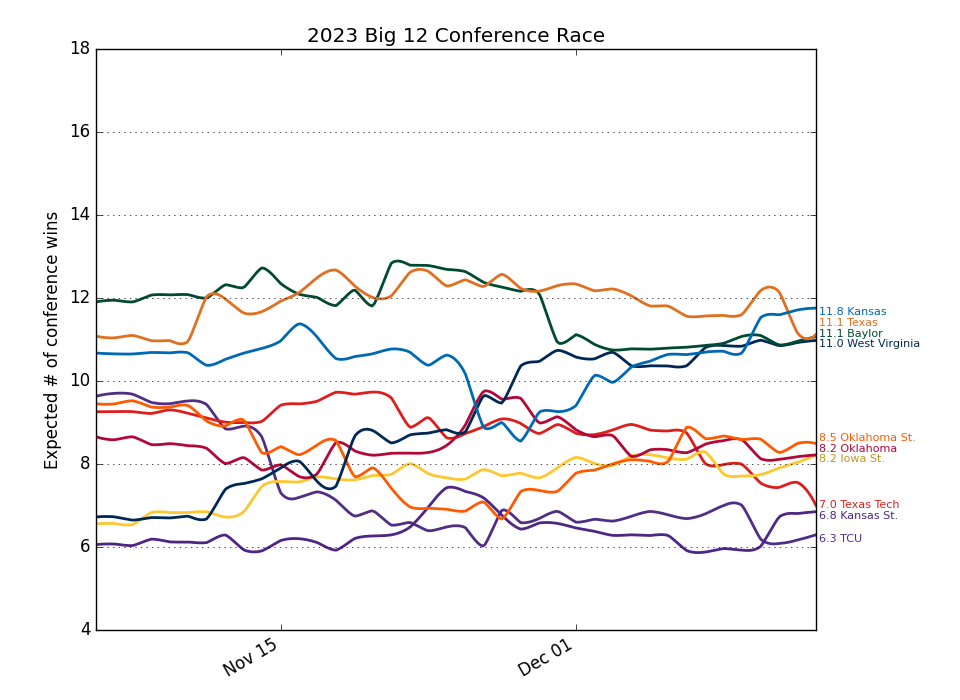 2023 Big 12 Conference Race
Expected # of conference wins
18
16
14
12
10
8
6
4
Nov 15
Dec 01
11.8 Kansas
11.1 Texas
11.1 Baylor
11.0 West Virginia
8.5 Oklahoma St.
8.2 Oklahoma
8.2 Iowa St.
7.0 Texas Tech
6.8 Kansas St.
6.3 TCU